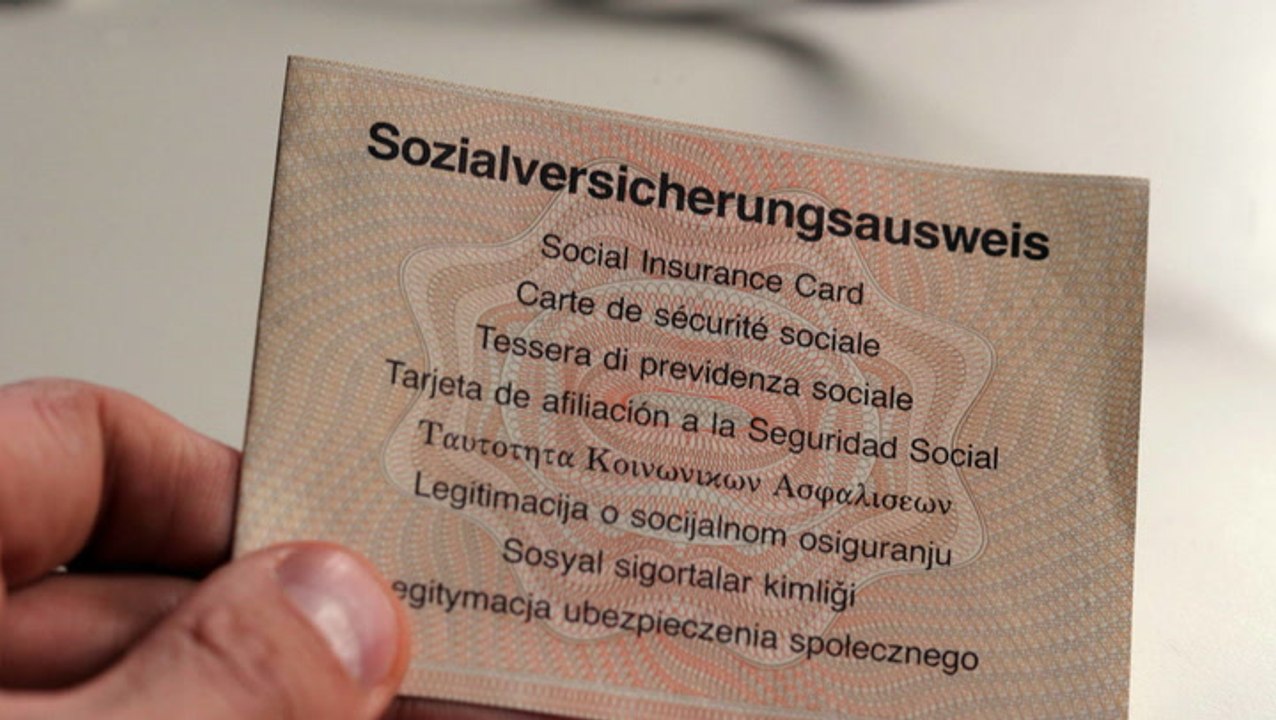 Sozialversicherungsausweis
Social Insurance Card
Carte de sécurité sociale
Tessera di previdenza sociale
Tarjeta de afiliación a la Seguridad Social
Ταυτοτητα Κοινωνικων Ασφαλισεων
Legitimacija o socijalnom osiguranju
Sosyal sigortalar kimliği
egitymacja ubezpieczenia społecznego